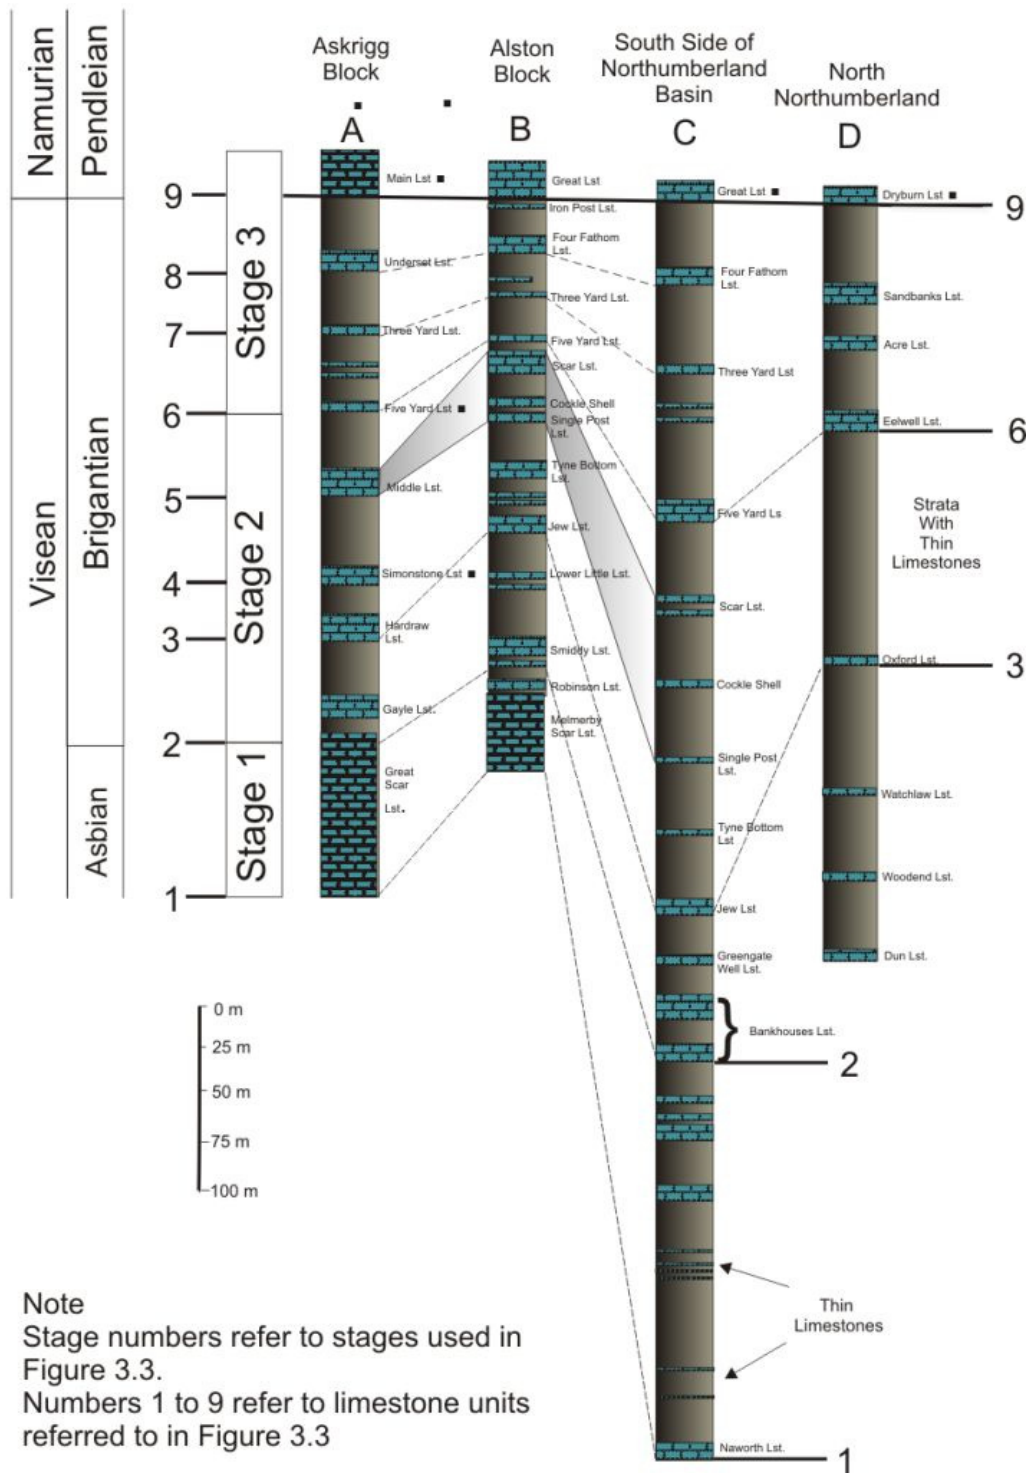 Namurian
Pendleian
Visean
Brigantian
Asbian
Stage 3
Stage 2
Stage 1
9
8
7
6
5
4
3
2
1
Askrigg
Block
A
Main Lst
Underset Lst.
Three Yard Lst.
Five Yard Lst
Middle Lst.
Simonstone Lst
Hardraw
Lst.
Gayle Lst.
Great
Scar
Lst.
Alston
Block
B
Great Lst
Iron Post Lst.
Four Fathom
Lst.
Three Yard Lst.
Five Yard Lst.
Scar Lst.
Cockle Shell
Single Post
Lst.
Tyne Bottom
Lst.
Jew Lst.
Lower Little Lst.
Smiddy Lst.
Robinson Lst.
Melmerby
Scar Lst.
South Side of
Northumberland
Basin
C
Great Lst
Four Fathom
Lst.
Three Yard Lst
Five Yard Ls
Scar Lst.
Cockle Shell
Single Post
Lst.
Tyne Bottom
Lst
Jew Lst
Greengate
Well Lst.
Bankhouses Lst.
2
Thin
Limestones
Naworth Lst.
1
North
Northumberland
D
Dryburn Lst
9
Sandbanks Lst.
Acre Lst.
Eelwell Lst.
6
Strata
With
Thin
Limestones
Oxford Lst.
3
Watchlaw Lst.
Woodend Lst.
Dun Lst.
0 m
25 m
50 m
75 m
100 m
Note
Stage numbers refer to stages used in
Figure 3.3.
Numbers 1 to 9 refer to limestone units
referred to in Figure 3.3